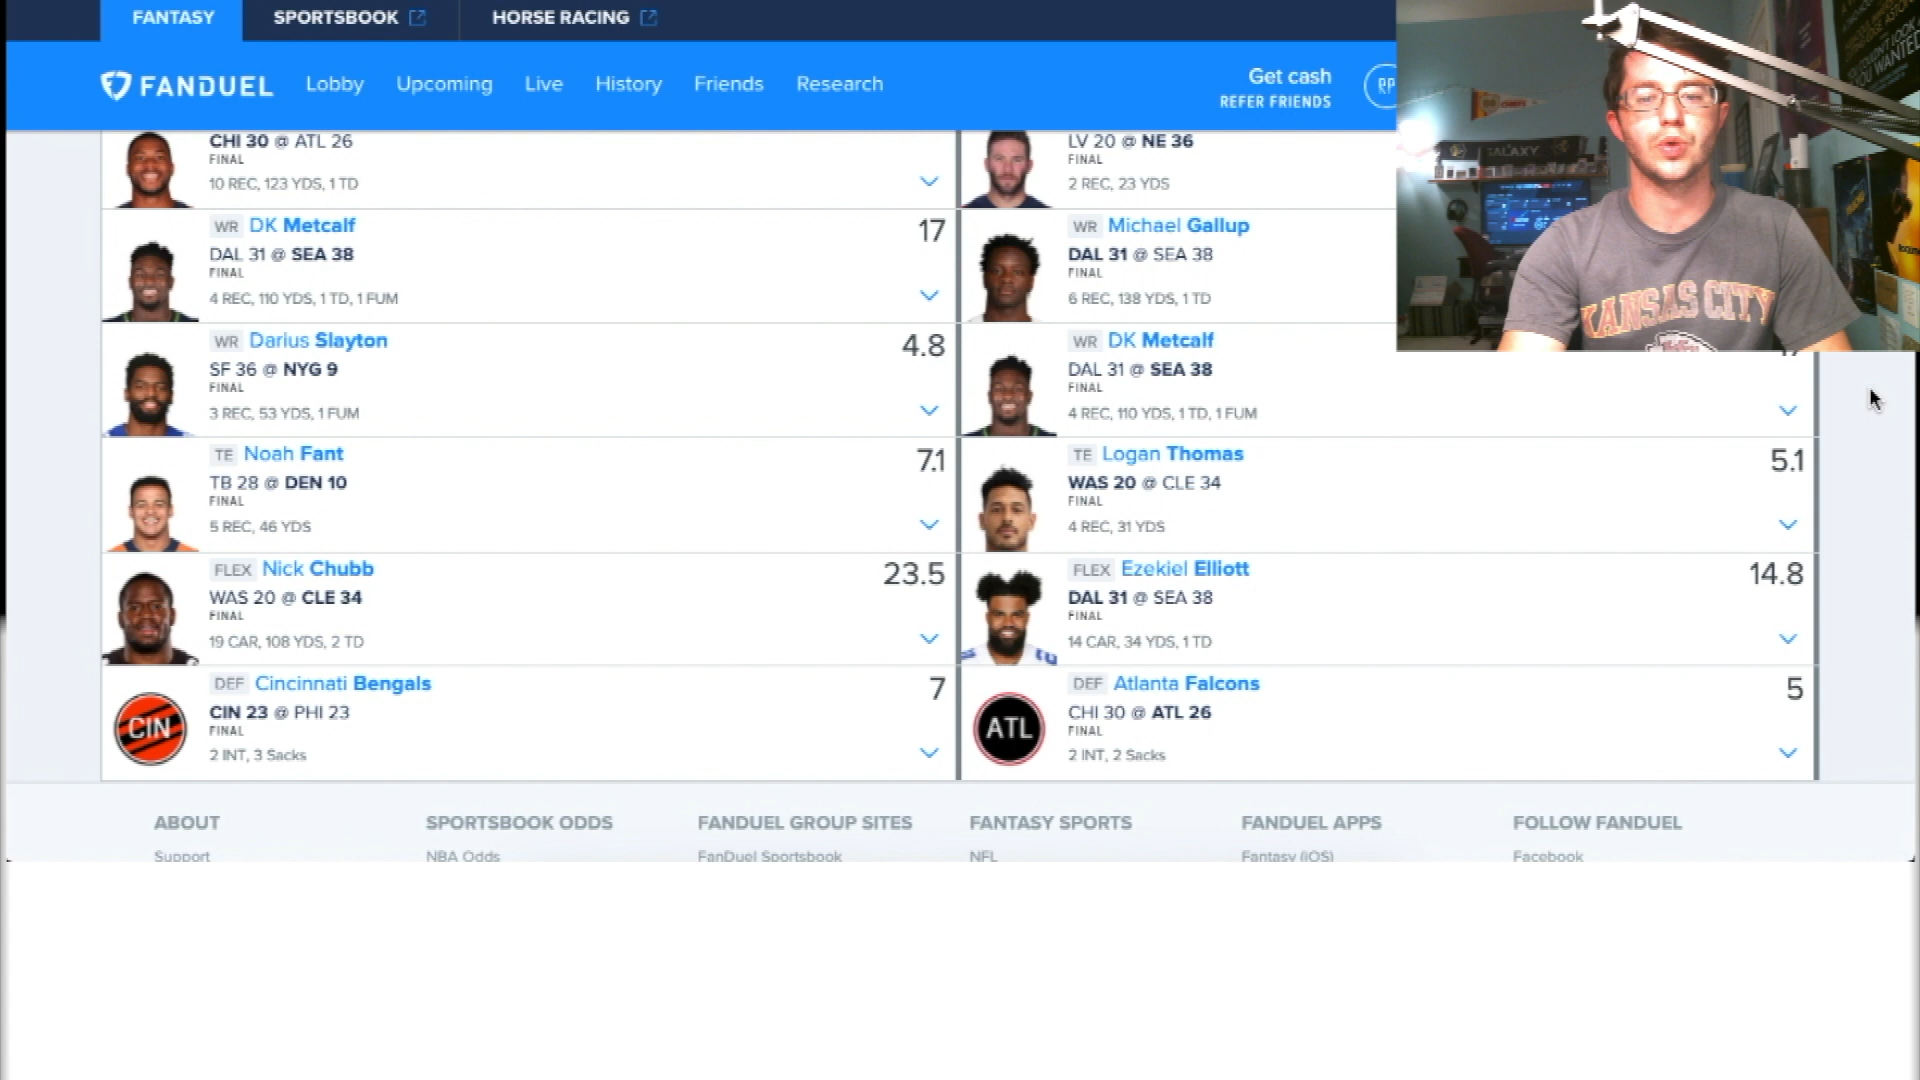 FANTASY SPORTSBOOK HORSE RACING
FANDUEL Lobby Upcoming Live History Friends Research
Get cash
REFER FRIENDS
RP
CHI 30 @ ATL 26
FINAL
10 REC, 123 YDS, 1 TD
WR DK Metcalf 17
DAL 31 @ SEA 38
FINAL
4 REC, 110 YDS, 1 TD, 1 FUM
WR Darius Slayton 4.8
SF 36 @ NYG 9
FINAL
3 REC, 53 YDS, 1 FUM
TE Noah Fant 7.1
TB 28 @ DEN 10
FINAL
5 REC, 46 YDS
FLEX Nick Chubb 23.5
WAS 20 @ CLE 34
FINAL
19 CAR, 108 YDS, 2 TD
DEF Cincinnati Bengals 7
CIN
CIN 23 @ PHI 23
FINAL
2 INT, 3 Sacks
LV 20 @ NE 36
FINAL
2 REC, 23 YDS
WR Michael Gallup
DAL 31 @ SEA 38
FINAL
6 REC, 138 YDS, 1 TD
WR DK Metcalf
DAL 31 @ SEA 38
FINAL
4 REC, 110 YDS, 1 TD, 1 FUM
TE Logan Thomas 5.1
WAS 20 @ CLE 34
FINAL
4 REC, 31 YDS
FLEX Ezekiel Elliott 14.8
DAL 31 @ SEA 38
FINAL
14 CAR, 34 YDS, 1 TD
DEF Atlanta Falcons 5
ATL
CHI 30 @ ATL 26
FINAL
2 INT, 2 Sacks
GALAXY
KANSAS CITY
YOU WANTED
ABOUT SPORTSBOOK ODDS FANDUEL GROUP SITES FANTASY SPORTS FANDUEL APPS FOLLOW FANDUEL
Support NBA Odds FanDuel Sportsbook NFL Fantasy (iOS) Facebook